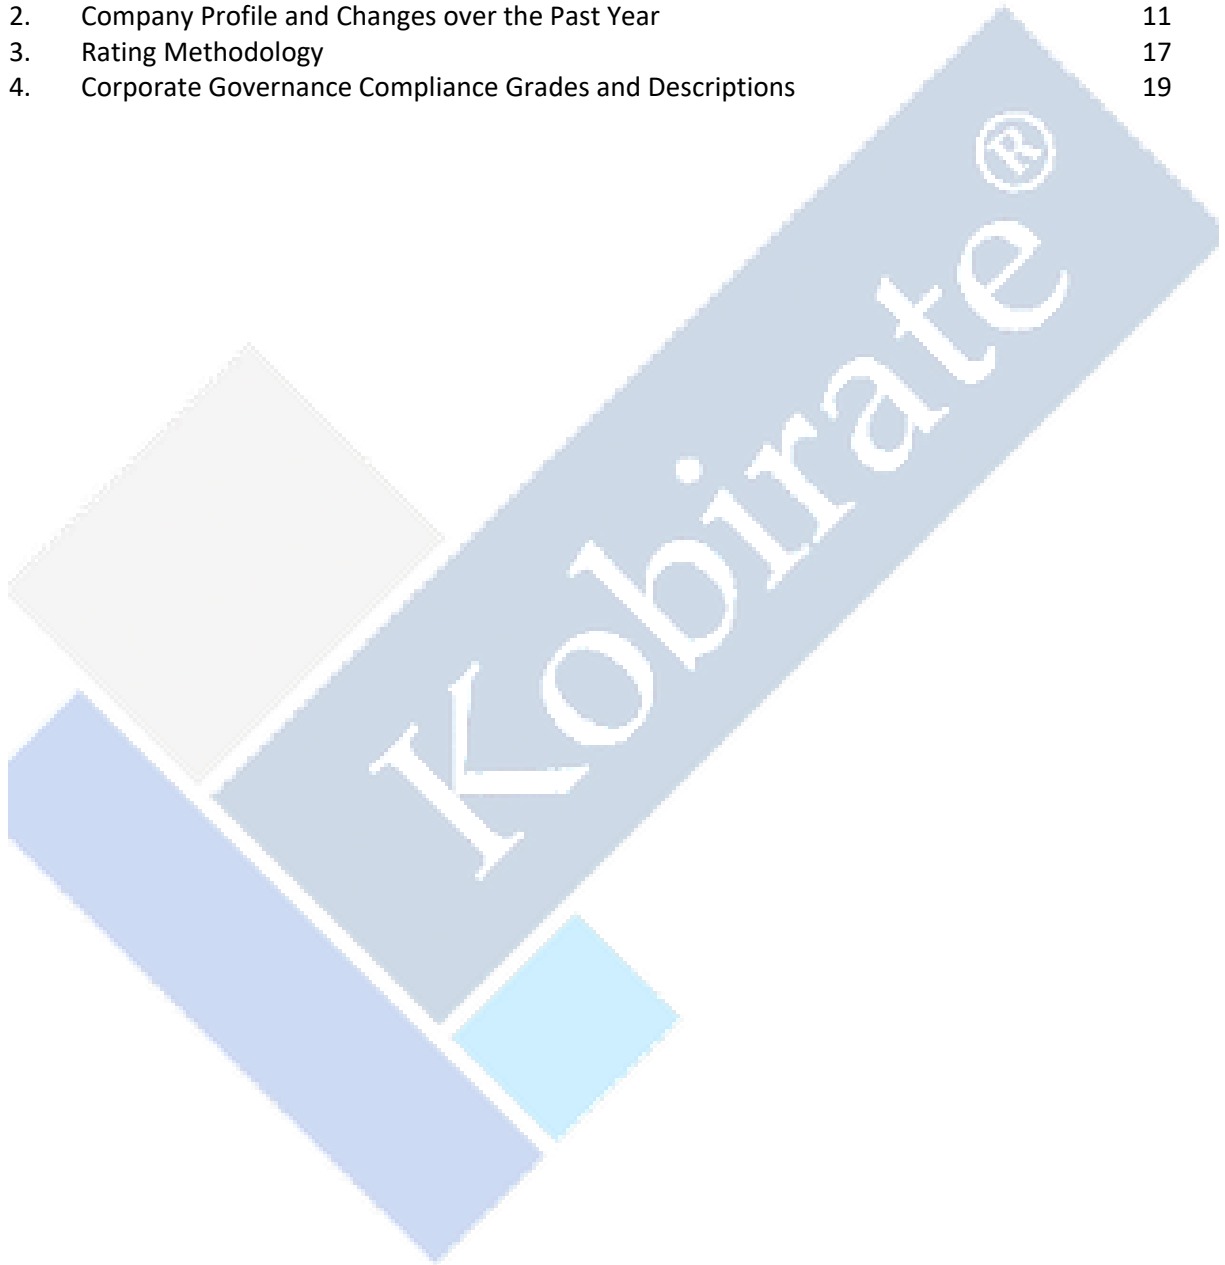 2. Company Profile and Changes over the Past Year 11
3. Rating Methodology 17
4. Corporate Governance Compliance Grades and Descriptions 19
Kobirate ®